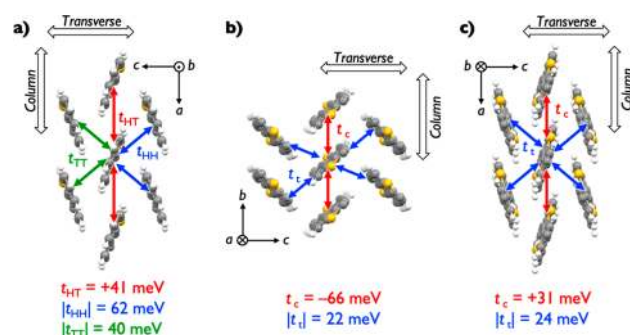 a)
Transverse
Column
c
b
a
t_HT
t_TT
t_HH
t_HT = +41 meV
|t_HH| = 62 meV
|t_TT| = 40 meV
b)
Transverse
Column
t_c
t_t
b
a
c
t_c = –66 meV
|t_t| = 22 meV
c)
Transverse
Column
b
c
a
t_c
t_t
t_c = +31 meV
|t_t| = 24 meV